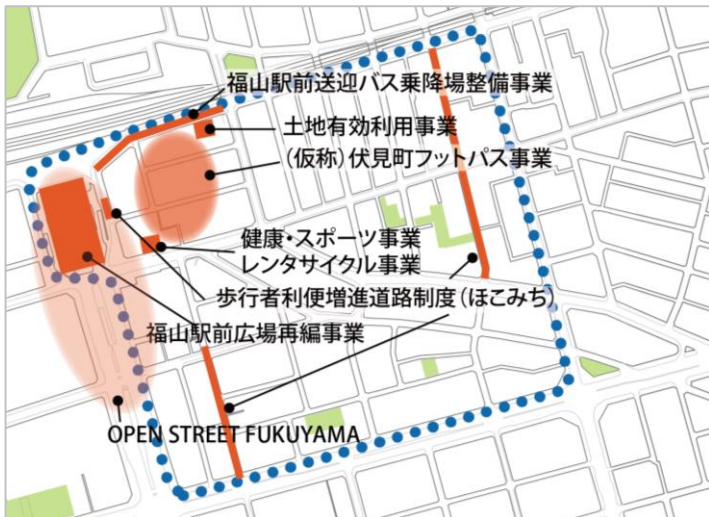 福山駅前送迎バス乗降場整備事業
土地有効利用事業
(仮称)伏見町フットパス事業
健康・スポーツ事業
レンタサイクル事業
歩行者利便増進道路制度(ほこみち)
福山駅前広場再編事業
OPEN STREET FUKUYAMA